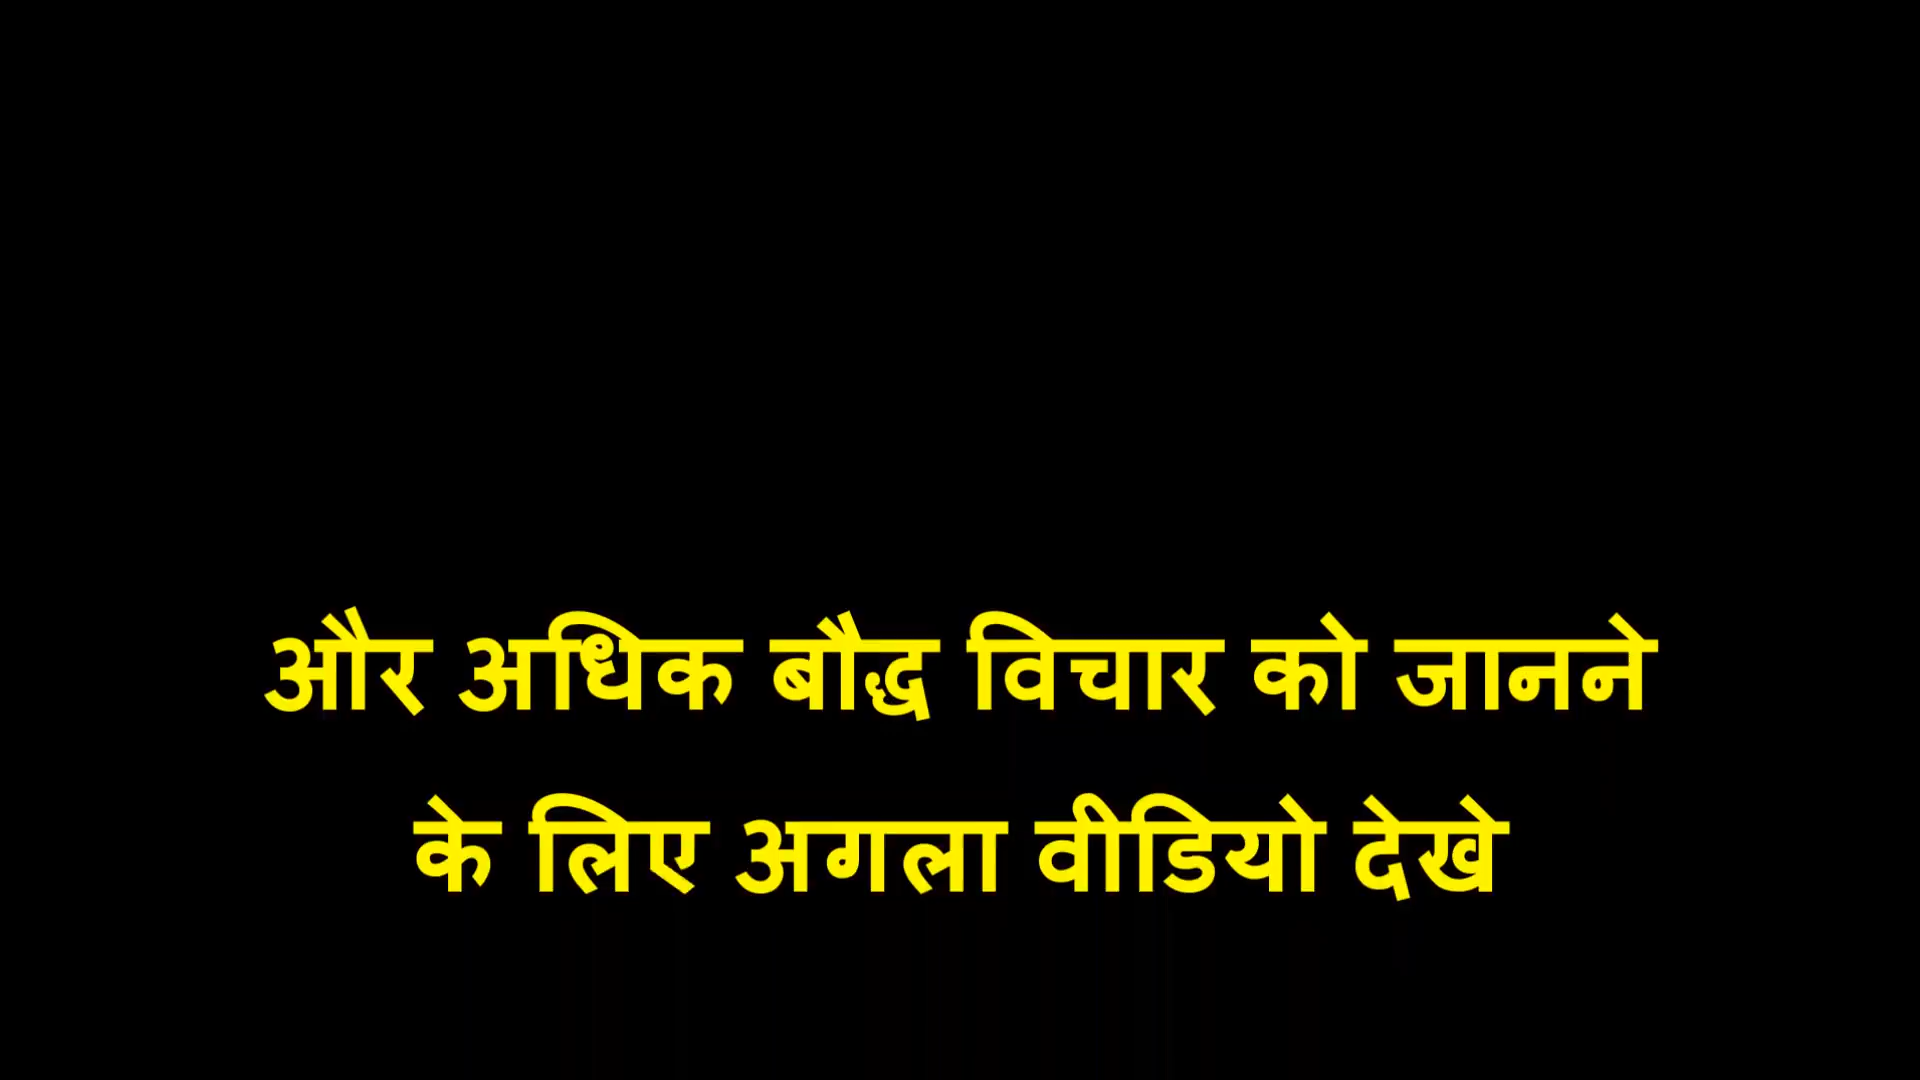 और अधिक बौद्ध विचार को जानने
के लिए अगला वीडियो देखे